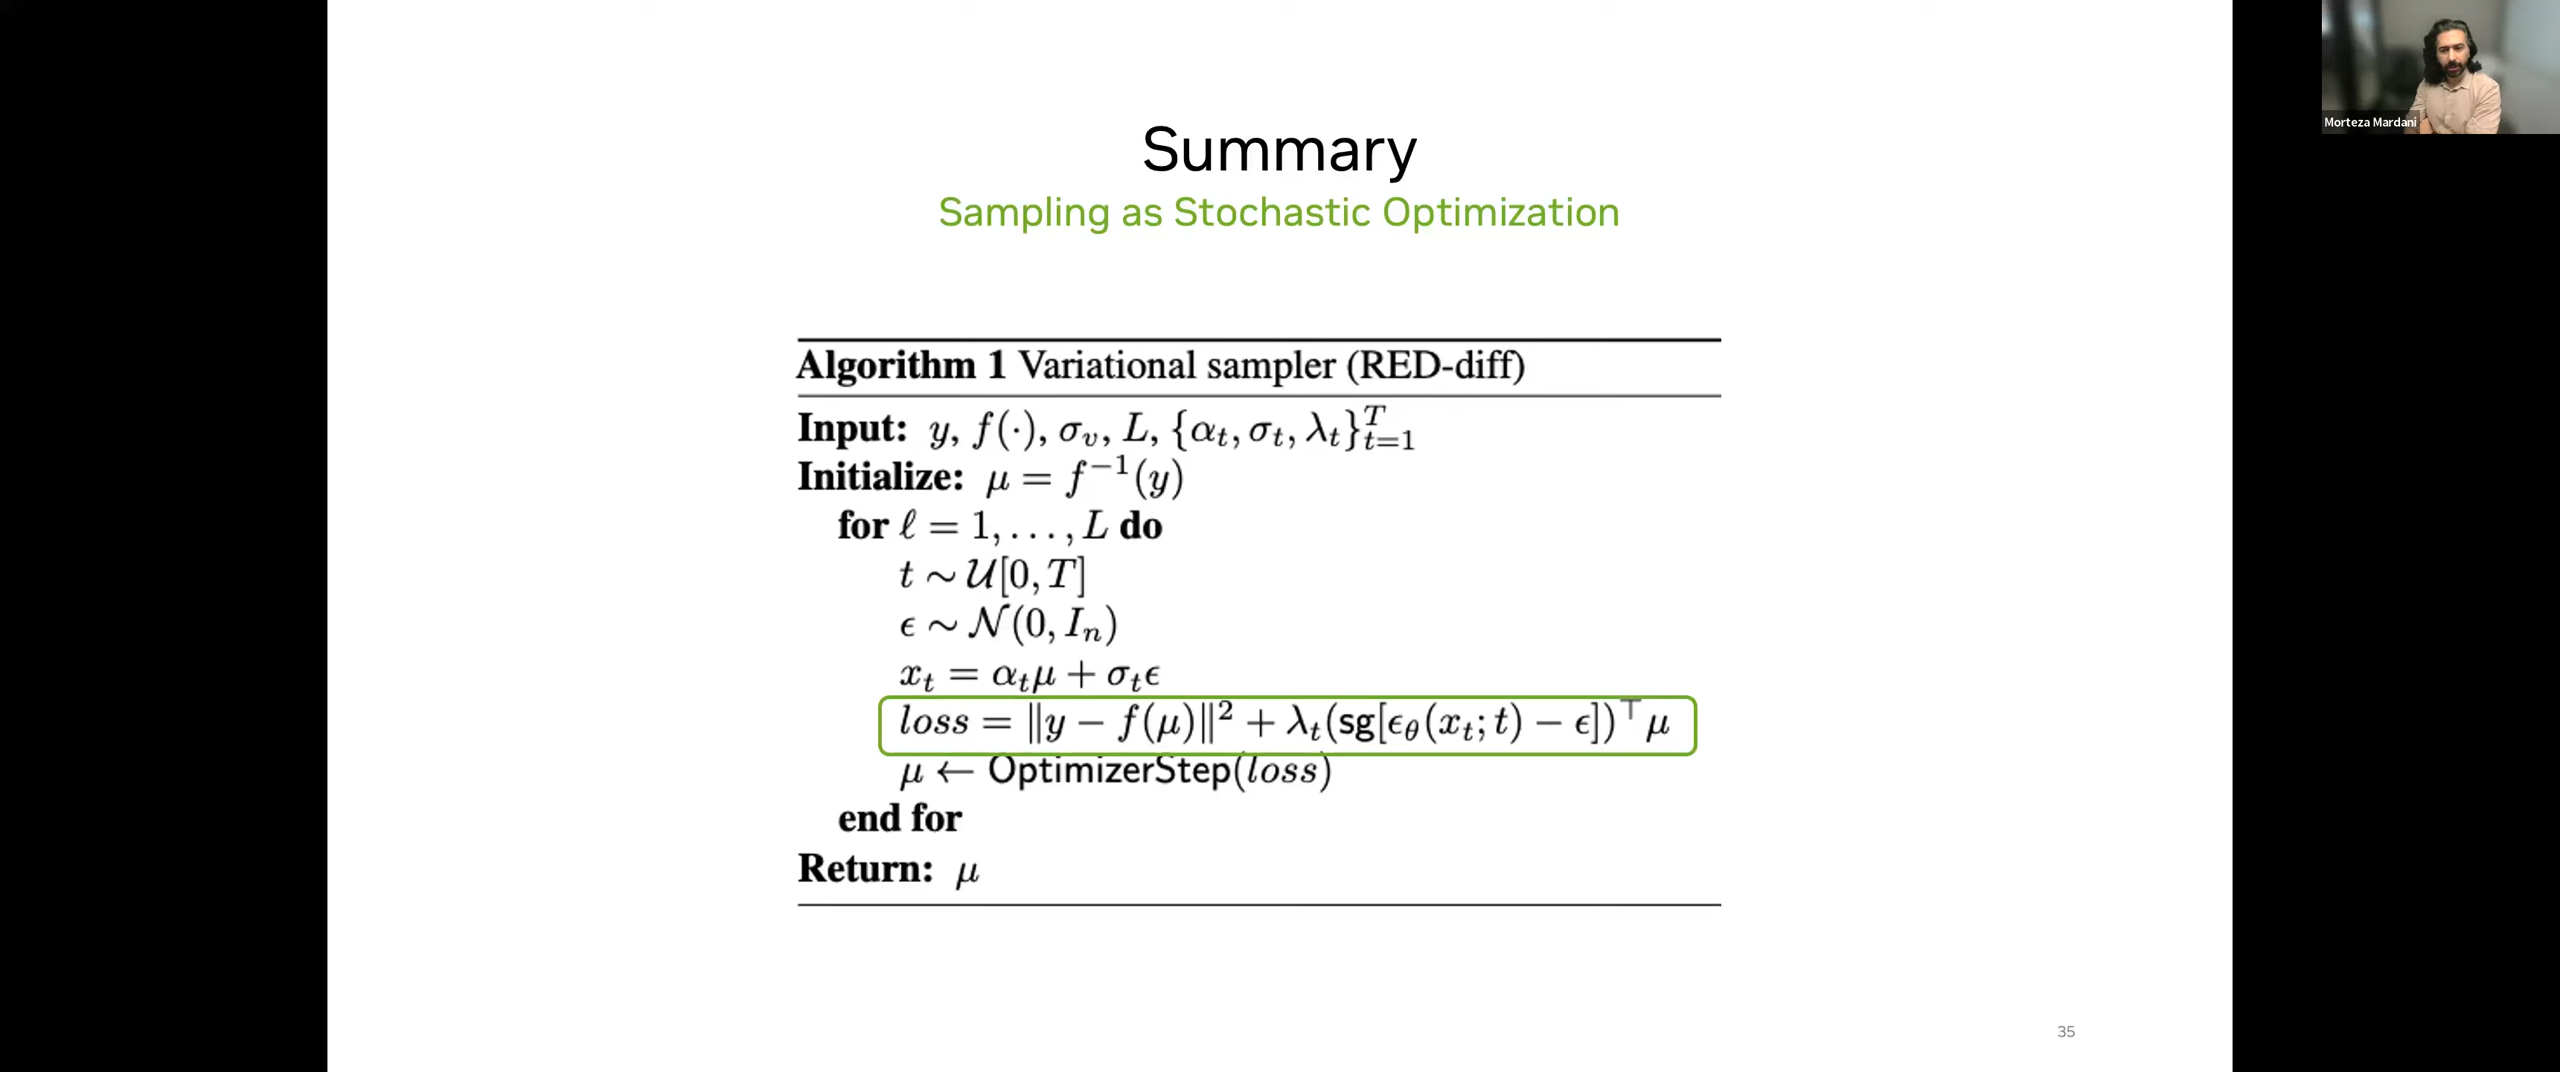 Summary
Sampling as Stochastic Optimization
Algorithm 1 Variational sampler (RED-diff)
Input: y, f(·), σ_v, L, {α_t, σ_t, λ_t}_{t=1}^T
Initialize: μ = f^{-1}(y)
for ℓ = 1, . . . , L do
t ∼ 𝒰[0, T]
ϵ ∼ 𝒩(0, I_n)
x_t = α_tμ + σ_tϵ
loss = ‖y − f(μ)‖² + λ_t(sg[ϵ_θ(x_t; t) − ϵ])^⊤ μ
μ ← OptimizerStep(loss)
end for
Return: μ
35
Morteza Mardani